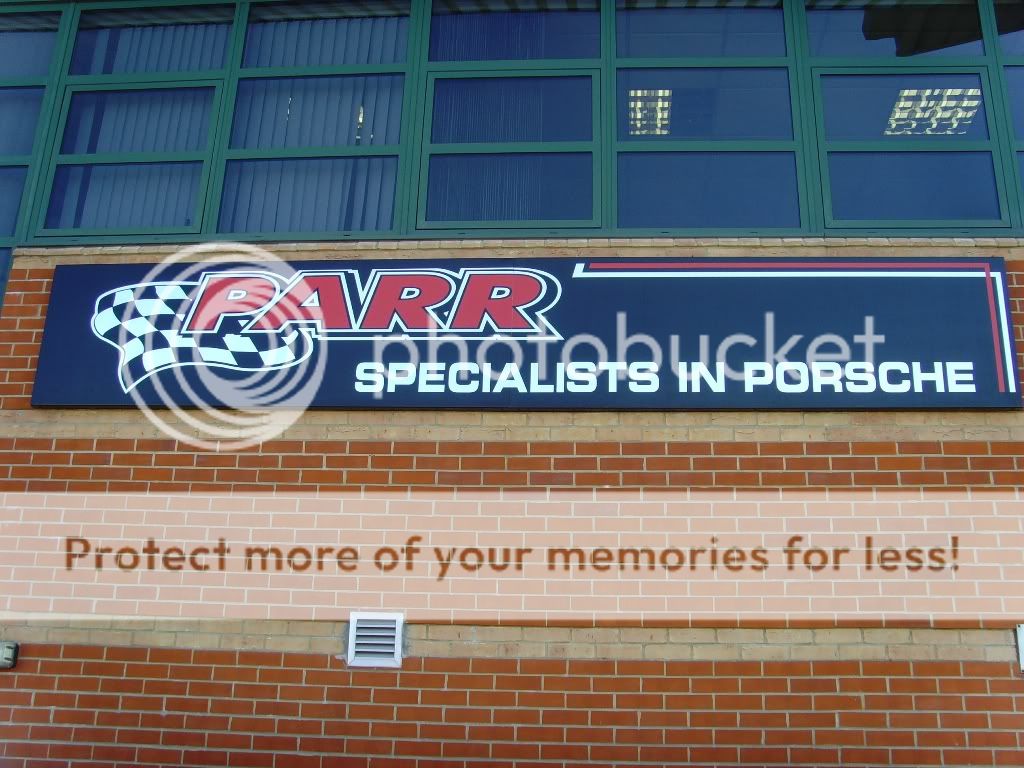 PARR
photobucket
SPECIALISTS IN PORSCHE
Protect more of your memories for less!